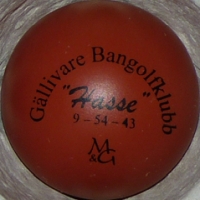 Gällivare Bangolfklubb
"Hasse"
9-54-43
M&G